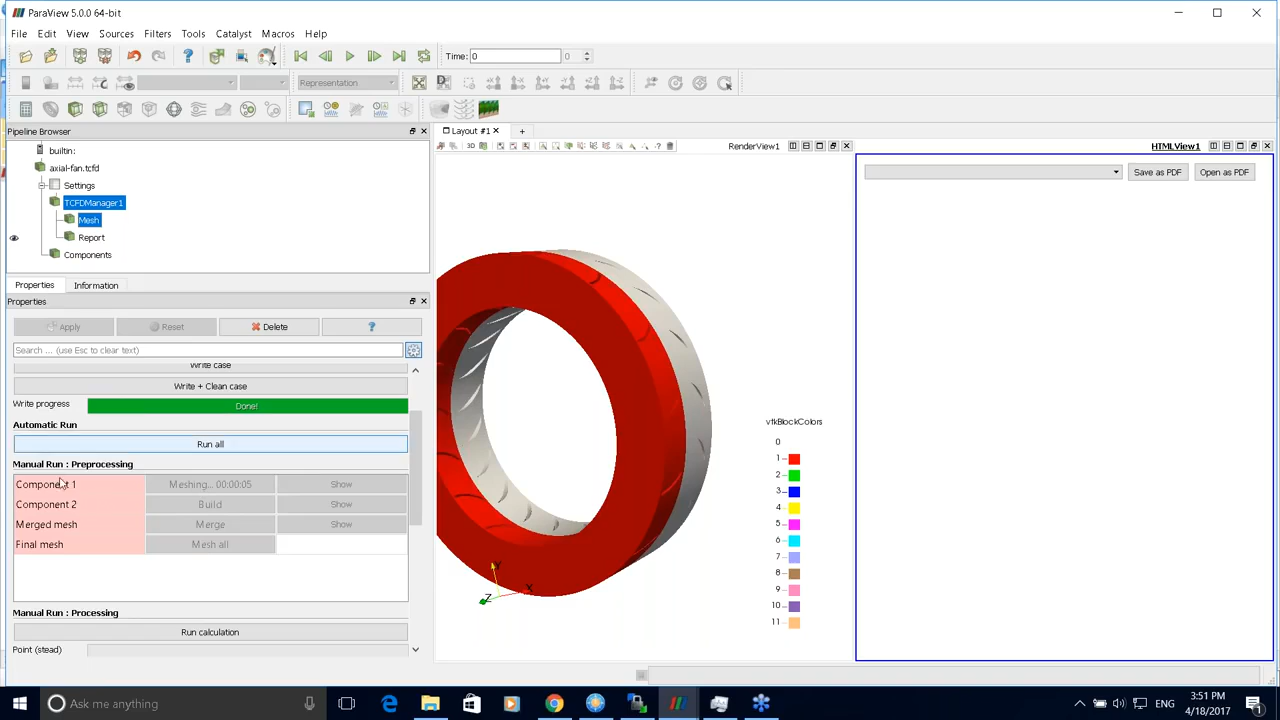 ParaView 5.0.0 64-bit
File Edit View Sources Filters Tools Catalyst Macros Help
Time: 0 0
Representation
Pipeline Browser
builtin:
axial-fan.tcfd
Settings
TCFDManager1
Mesh
Report
Components
Properties Information
Properties
Apply Reset Delete ?
Search ... (use Esc to clear text)
Write case
Write + Clean case
Write progress Done!
Automatic Run
Run all
Manual Run : Preprocessing
Component 1 Meshing... 00:00:05 Show
Component 2 Build Show
Merged mesh Merge Show
Final mesh Mesh all
Manual Run : Processing
Run calculation
Point (stead)
Layout #1 +
3D
RenderView1
vtkBlockColors
0
1
2
3
4
5
6
7
8
9
10
11
Y
X
Z
HTMLView1
Save as PDF Open as PDF
Ask me anything
ENG
3:51 PM
4/18/2017
1